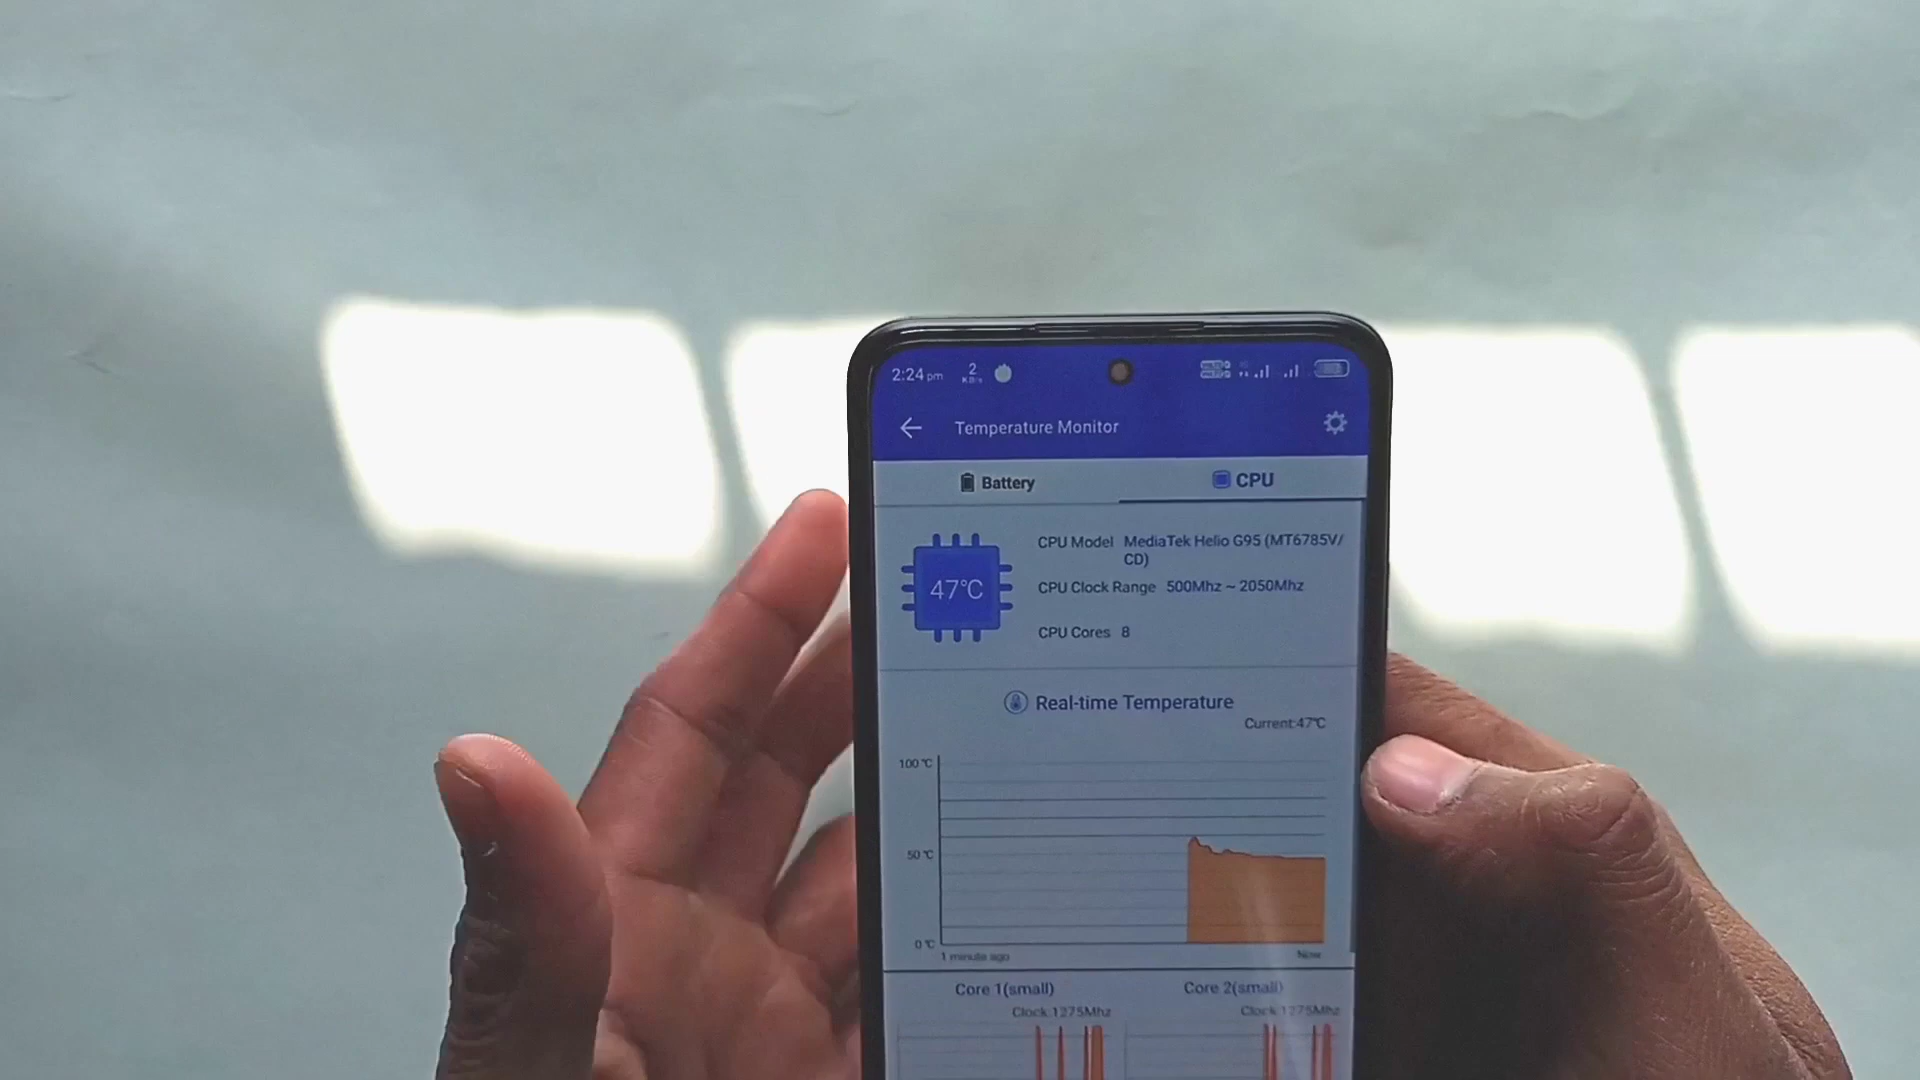 2:24 pm 2 KB/s
Temperature Monitor
Battery CPU
47°C
CPU Model MediaTek Helio G95 (MT6785V/
CD)
CPU Clock Range 500Mhz ~ 2050Mhz
CPU Cores 8
Real-time Temperature
Current:47°C
100 °C
50 °C
0 °C
1 minute ago Now
Core 1(small) Core 2(small)
Clock:1275Mhz Clock:1275Mhz